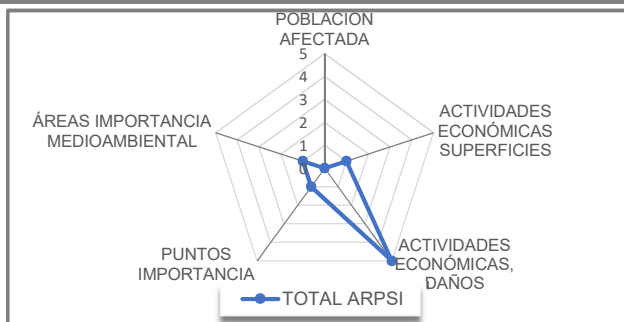 POBLACION
AFECTADA
5
4
3
2
1
0
ACTIVIDADES
ECONÓMICAS
SUPERFICIES
ACTIVIDADES
ECONÓMICAS,
DAÑOS
PUNTOS
IMPORTANCIA
ÁREAS IMPORTANCIA
MEDIOAMBIENTAL
TOTAL ARPSI